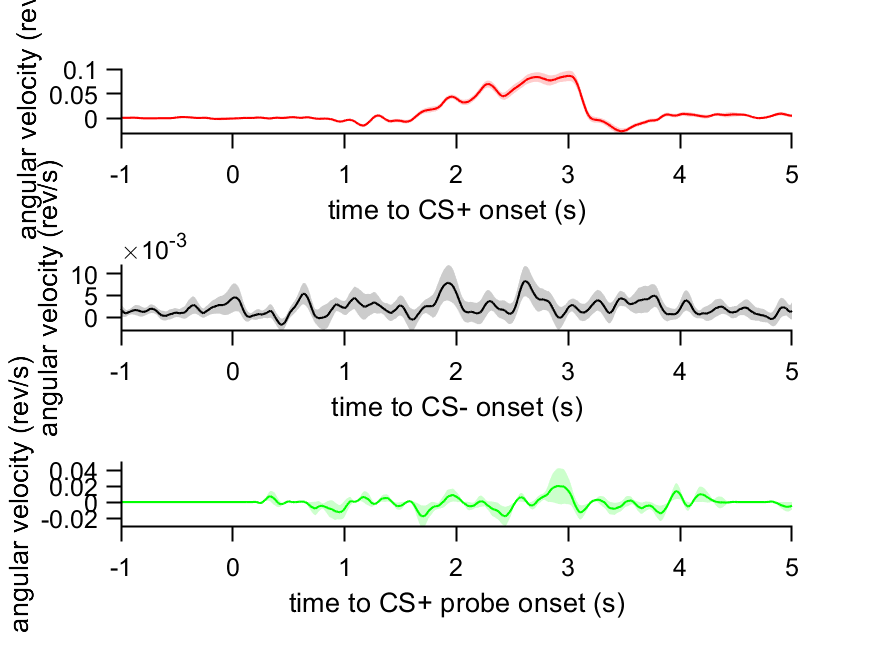 angular velocity (rev
0.1
0.05
0
-1 0 1 2 3 4 5
time to CS+ onset (s)
angular velocity (rev/s)
×10-3
10
5
0
-1 0 1 2 3 4 5
time to CS- onset (s)
angular velocity (rev/s)
0.04
0.02
0
-0.02
-1 0 1 2 3 4 5
time to CS+ probe onset (s)